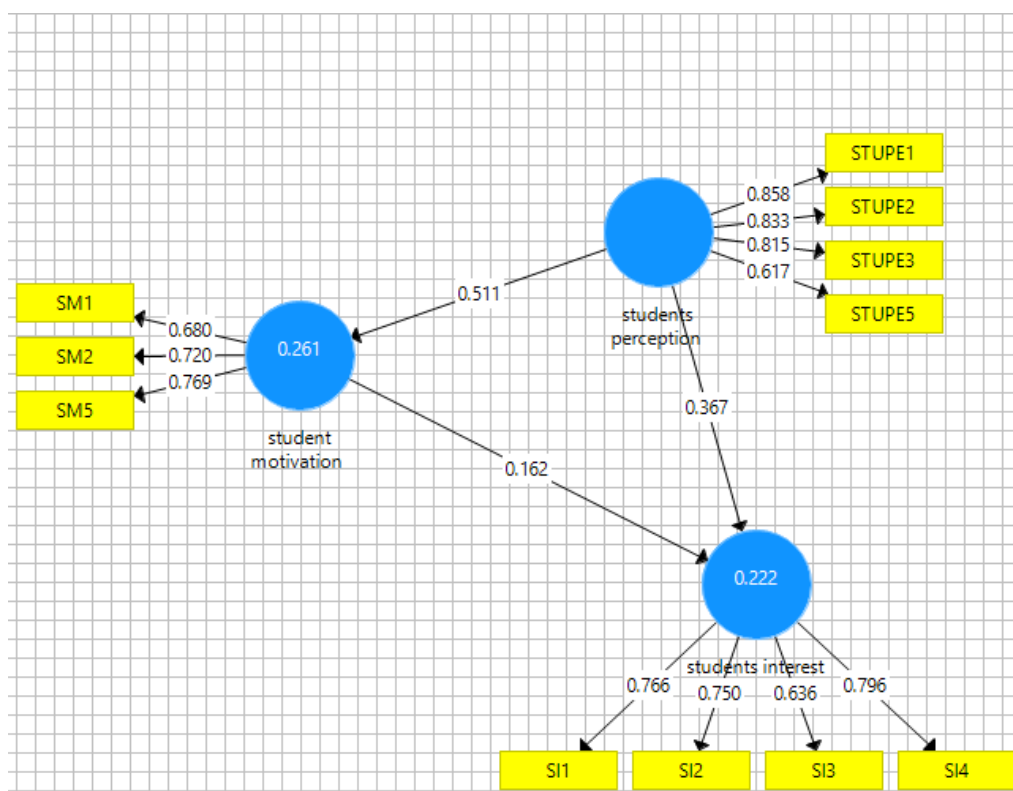 STUPE1
0.858
STUPE2
0.833
0.815
STUPE3
0.617
STUPE5
students
perception
0.511
SM1
0.680
SM2
0.720
0.769
SM5
0.261
student
motivation
0.367
0.162
0.222
students interest
0.766
0.750
0.636
0.796
SI1
SI2
SI3
SI4